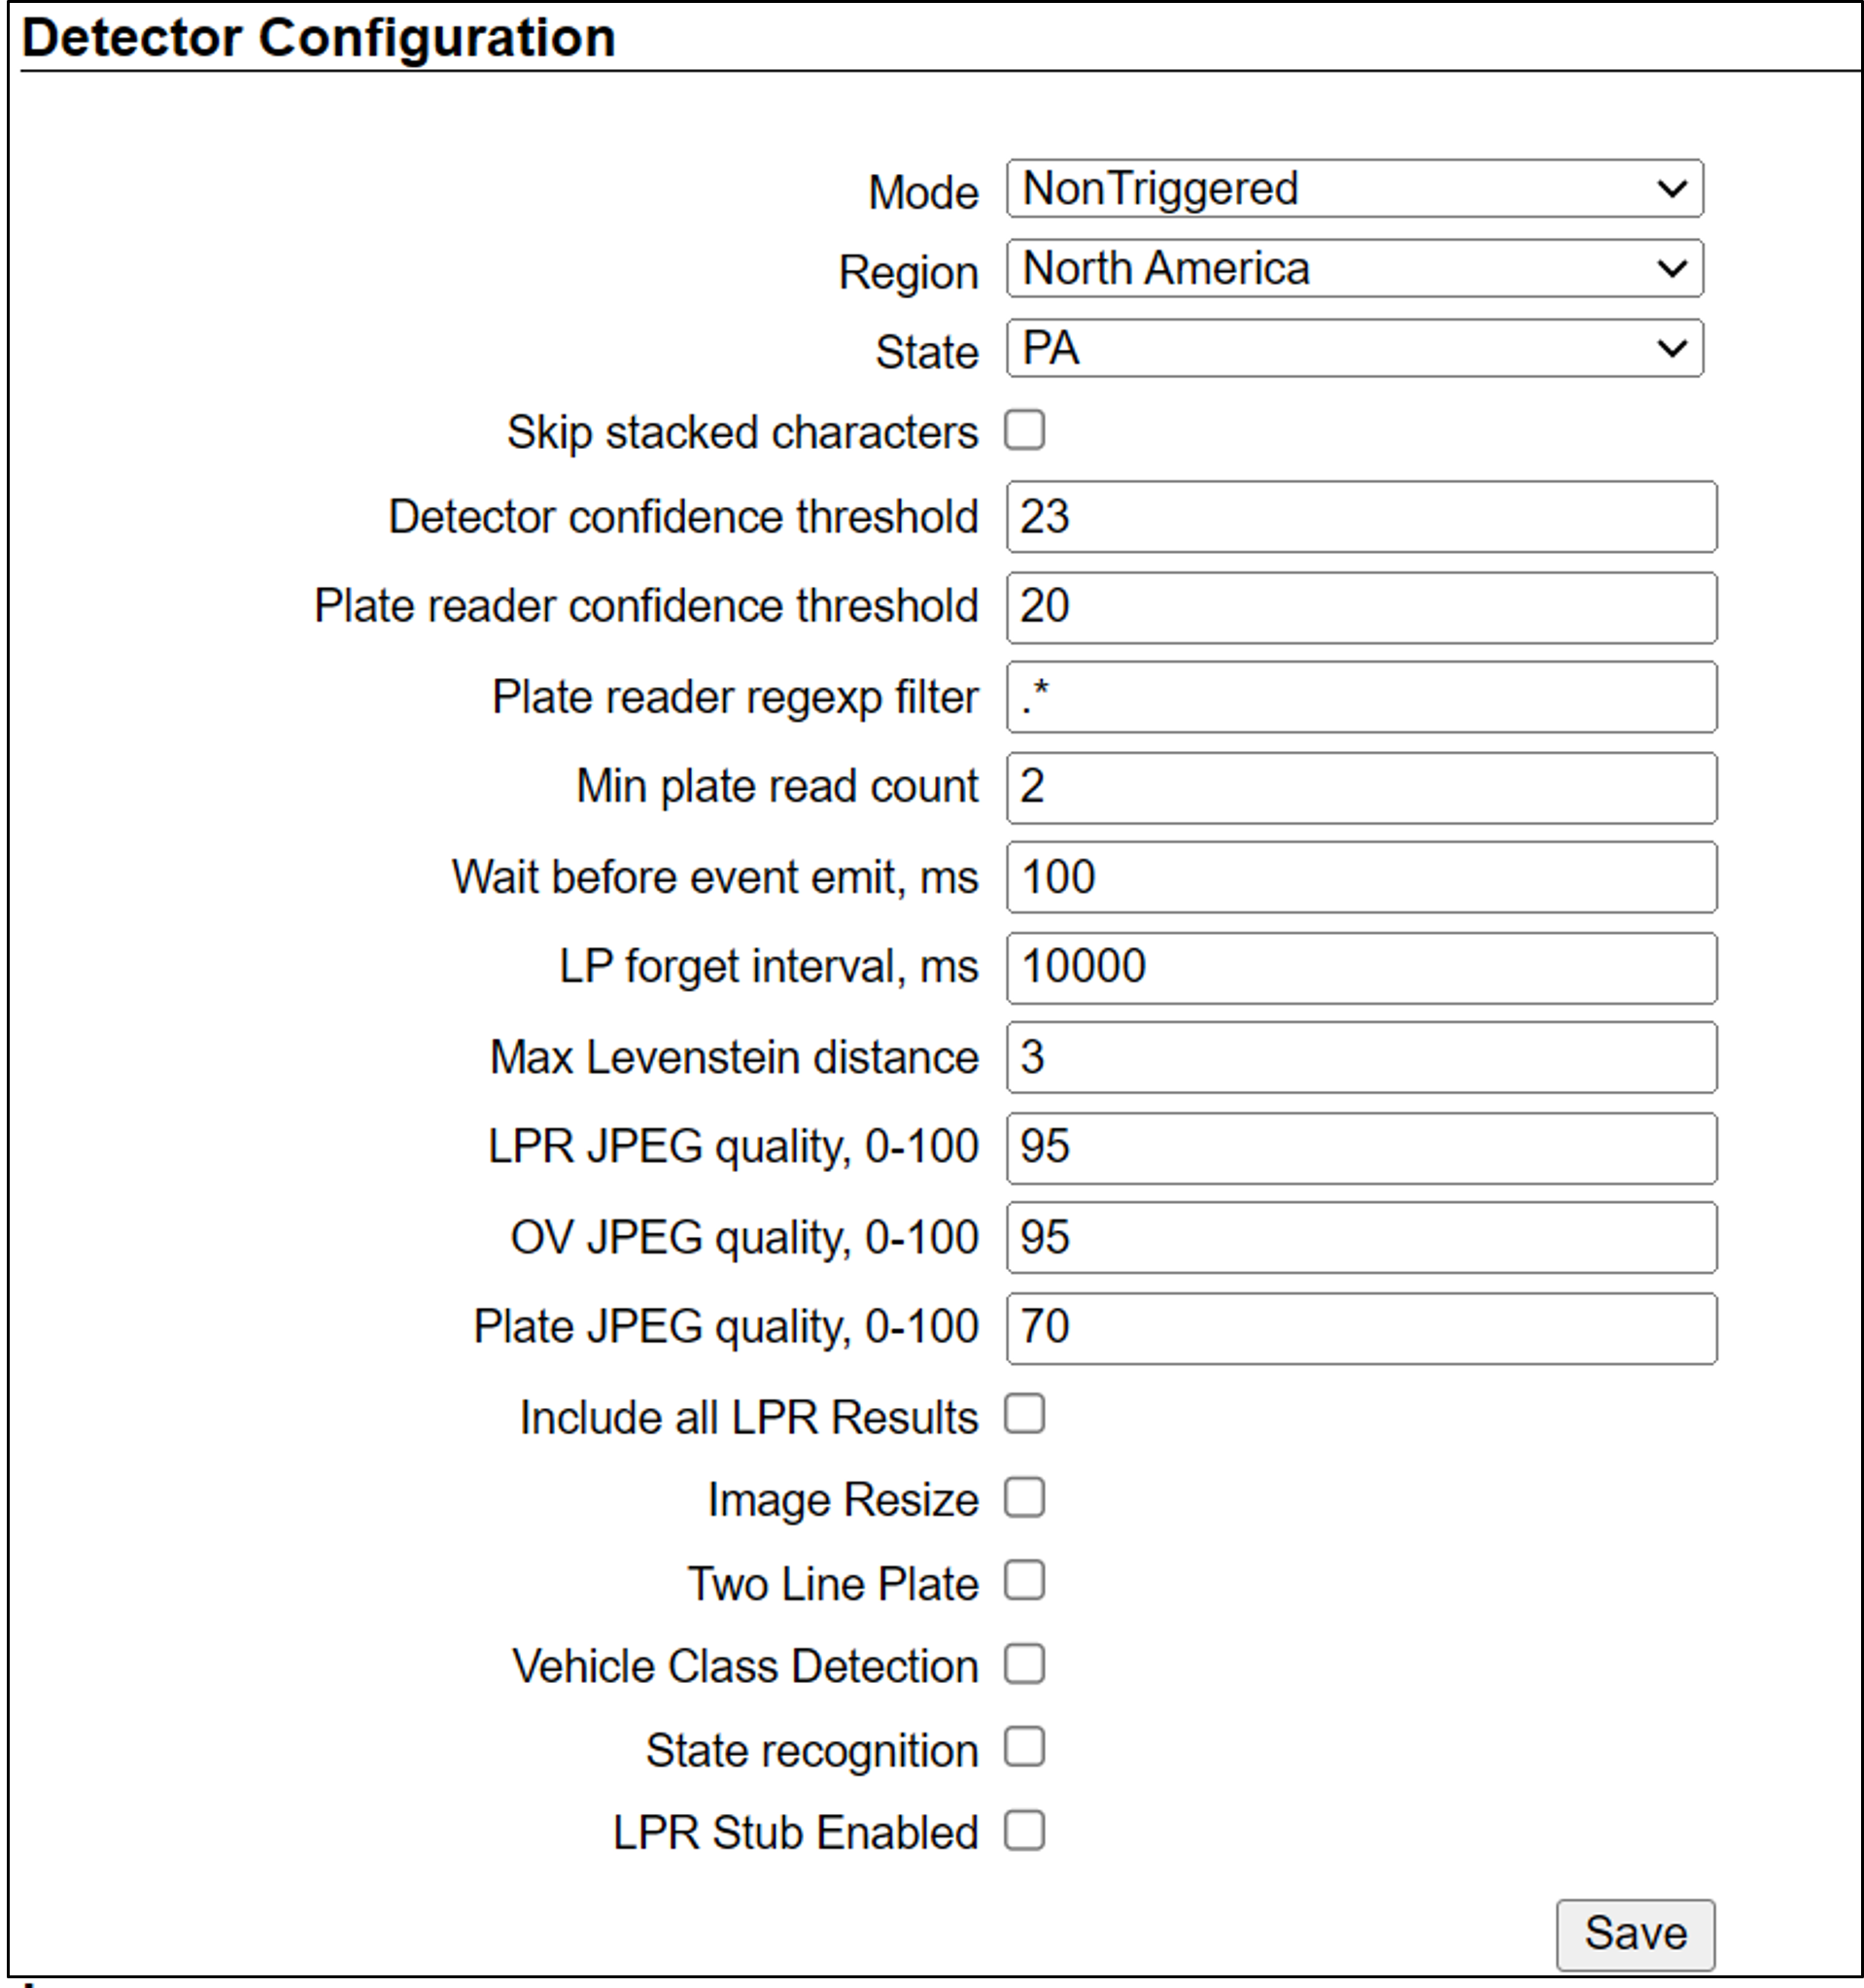 Detector Configuration
Mode NonTriggered
Region North America
State PA
Skip stacked characters
Detector confidence threshold 23
Plate reader confidence threshold 20
Plate reader regexp filter .*
Min plate read count 2
Wait before event emit, ms 100
LP forget interval, ms 10000
Max Levenstein distance 3
LPR JPEG quality, 0-100 95
OV JPEG quality, 0-100 95
Plate JPEG quality, 0-100 70
Include all LPR Results
Image Resize
Two Line Plate
Vehicle Class Detection
State recognition
LPR Stub Enabled
Save